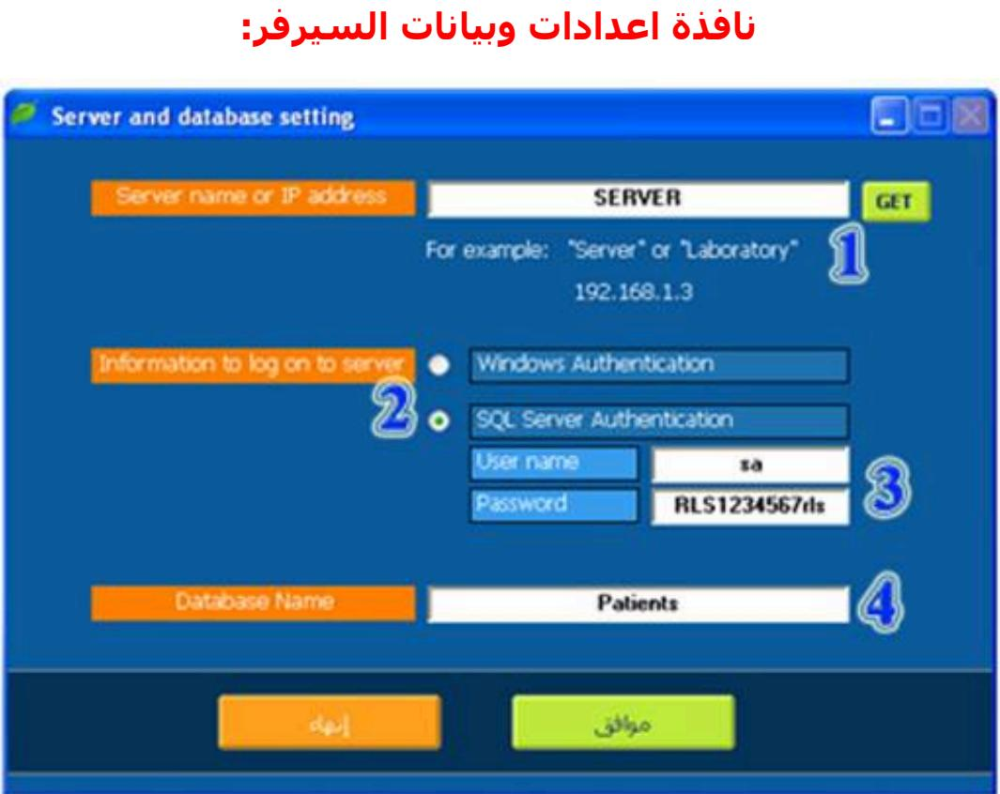 نافذة اعدادات وبيانات السيرفر:
Server and database setting
Server name or IP address SERVER GET
1
For example: "Server" or "Laboratory"
192.168.1.3
Information to log on to server Windows Authentication
2 SQL Server Authentication
User name sa
3
Password RLS1234567rls
Database Name Patients 4
إنهاء موافق